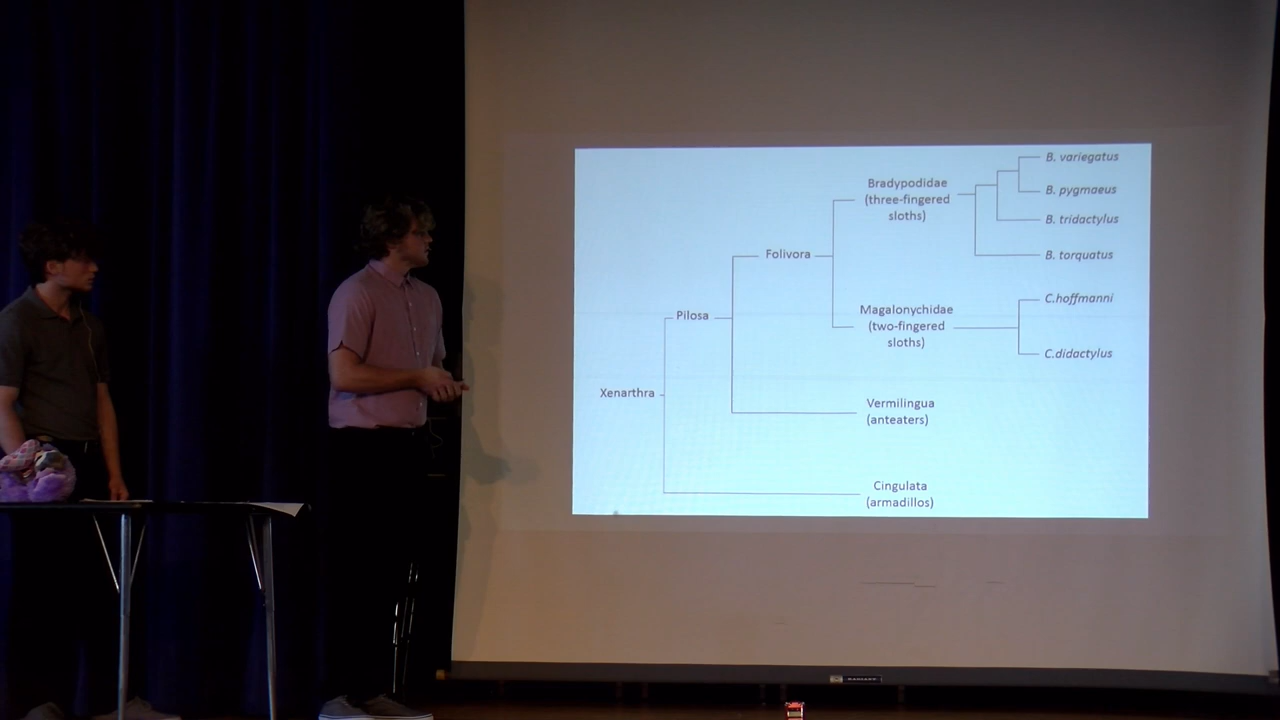 B. variegatus
Bradypodidae
(three-fingered
sloths)
B. pygmaeus
B. tridactylus
Folivora
B. torquatus
C.hoffmanni
Magalonychidae
(two-fingered
sloths)
Pilosa
C.didactylus
Xenarthra
Vermilingua
(anteaters)
Cingulata
(armadillos)